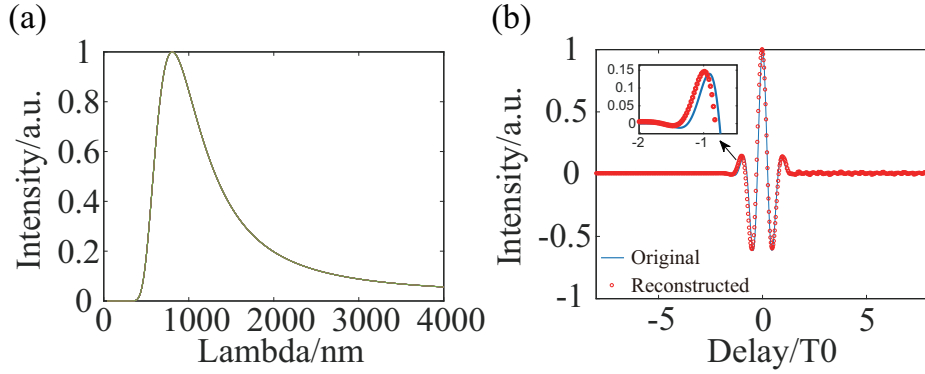 (a)
Intensity/a.u.
1
0.8
0.6
0.4
0.2
0
0 1000 2000 3000 4000
Lambda/nm
(b)
Intensity/a.u.
1
0.5
0
-0.5
-1
0.15
0.1
0.05
0
-2 -1
Original
Reconstructed
-5 0 5
Delay/T0